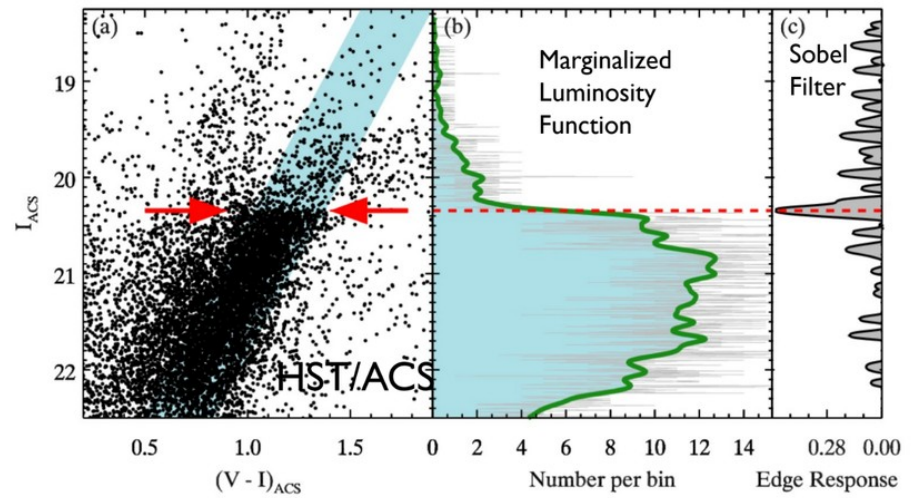 (a)
19
20
21
22
I_ACS
HST/ACS
0.5 1.0 1.5
(V - I)_ACS
(b)
Marginalized
Luminosity
Function
0 2 4 6 8 10 12 14
Number per bin
(c)
Sobel
Filter
0.28 0.00
Edge Response